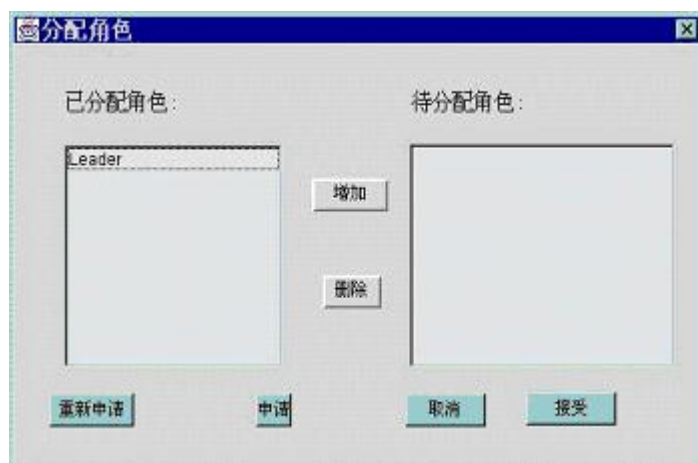 分配角色
已分配角色：
待分配角色：
Leader
增加
删除
重新申请
申请
取消
接受